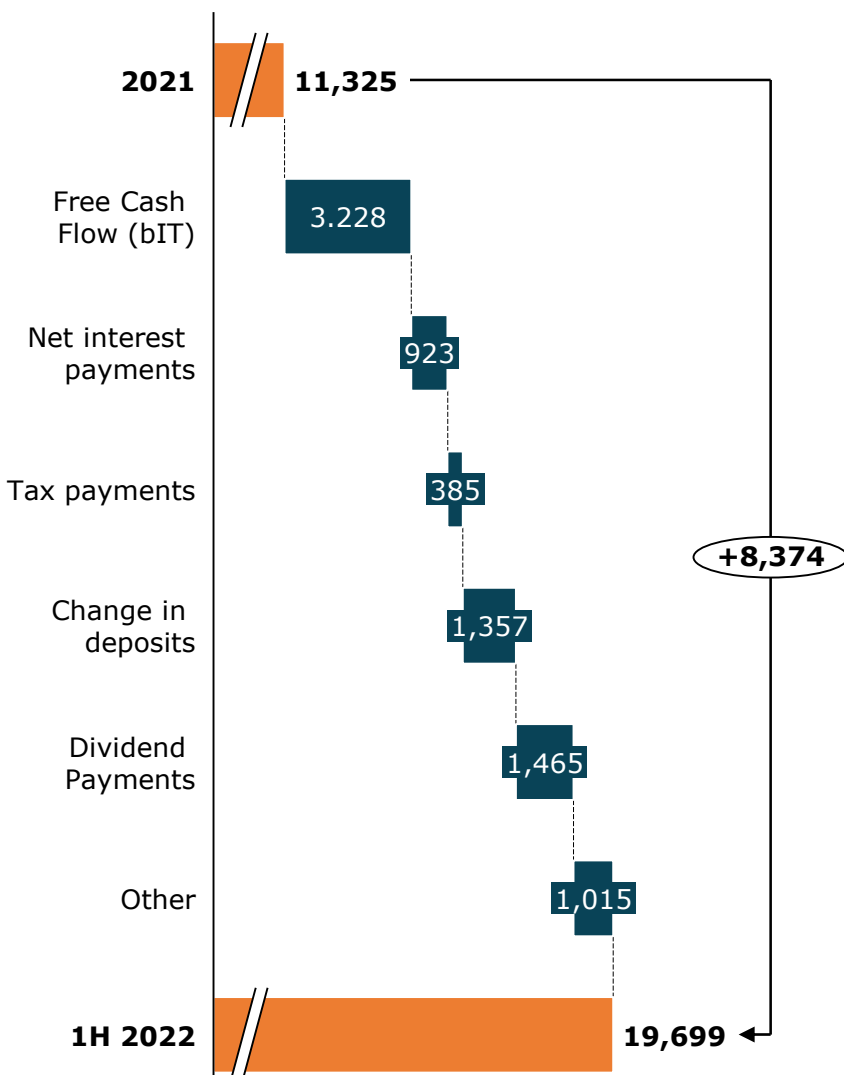 2021 11,325
Free Cash
Flow (bIT)
3.228
Net interest
payments
923
Tax payments
385
+8,374
Change in
deposits
1,357
Dividend
Payments
1,465
Other
1,015
1H 2022 19,699